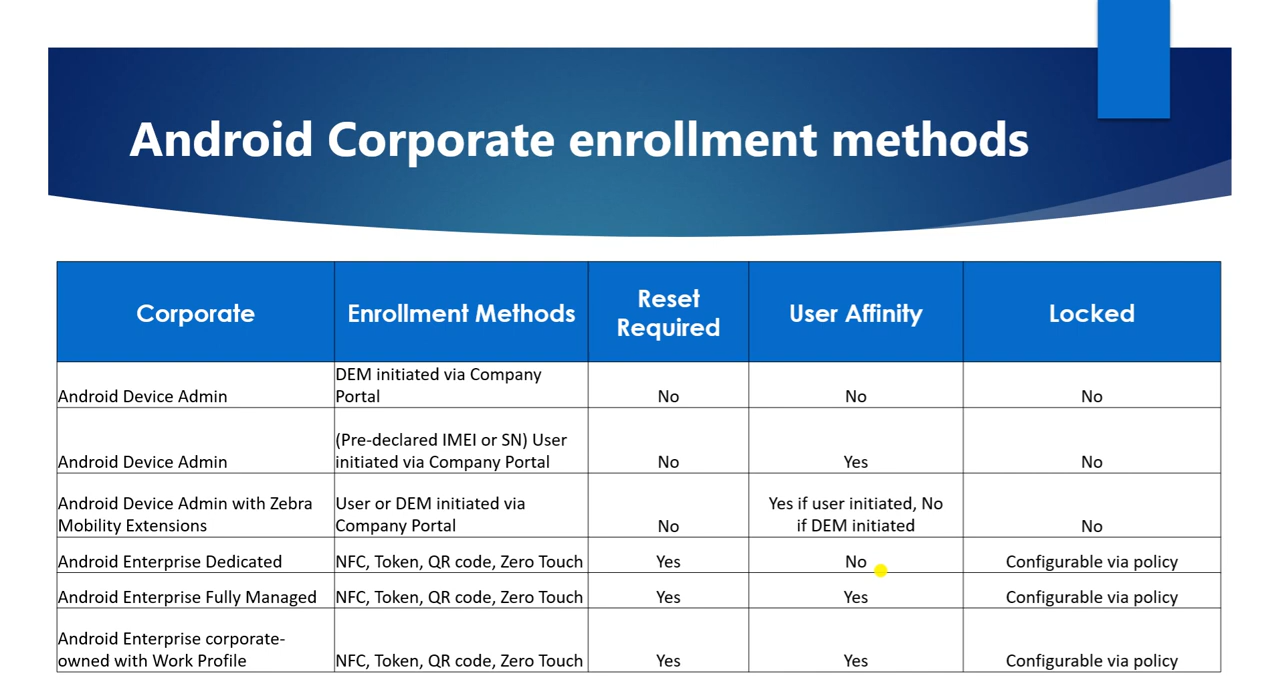 Android Corporate enrollment methods
Corporate
Enrollment Methods
Reset
Required
User Affinity
Locked
Android Device Admin
DEM initiated via Company
Portal
No
No
No
Android Device Admin
(Pre-declared IMEI or SN) User
initiated via Company Portal
No
Yes
No
Android Device Admin with Zebra
Mobility Extensions
User or DEM initiated via
Company Portal
No
Yes if user initiated, No
if DEM initiated
No
Android Enterprise Dedicated
NFC, Token, QR code, Zero Touch
Yes
No
Configurable via policy
Android Enterprise Fully Managed
NFC, Token, QR code, Zero Touch
Yes
Yes
Configurable via policy
Android Enterprise corporate-
owned with Work Profile
NFC, Token, QR code, Zero Touch
Yes
Yes
Configurable via policy